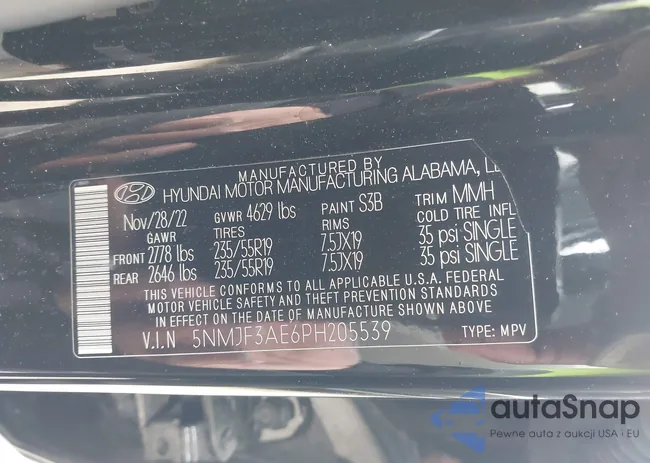 MANUFACTURED BY
HYUNDAI MOTOR MANUFACTURING ALABAMA,
Nov/28/22 GVWR 4629 lbs PAINT S3B TRIM MMH
GAWR TIRES RIMS COLD TIRE INFL
FRONT 2778 lbs 235/55R19 7.5JX19 35 psi SINGLE
REAR 2646 lbs 235/55R19 7.5JX19 35 psi SINGLE
THIS VEHICLE CONFORMS TO ALL APPLICABLE U.S.A. FEDERAL
MOTOR VEHICLE SAFETY AND THEFT PREVENTION STANDARDS
IN EFFECT ON THE DATE OF MANUFACTURE SHOWN ABOVE
V.I.N 5NMJF3AE6PH205539 TYPE: MPV
autaSnap
Pewne auta z aukcji USA i EU